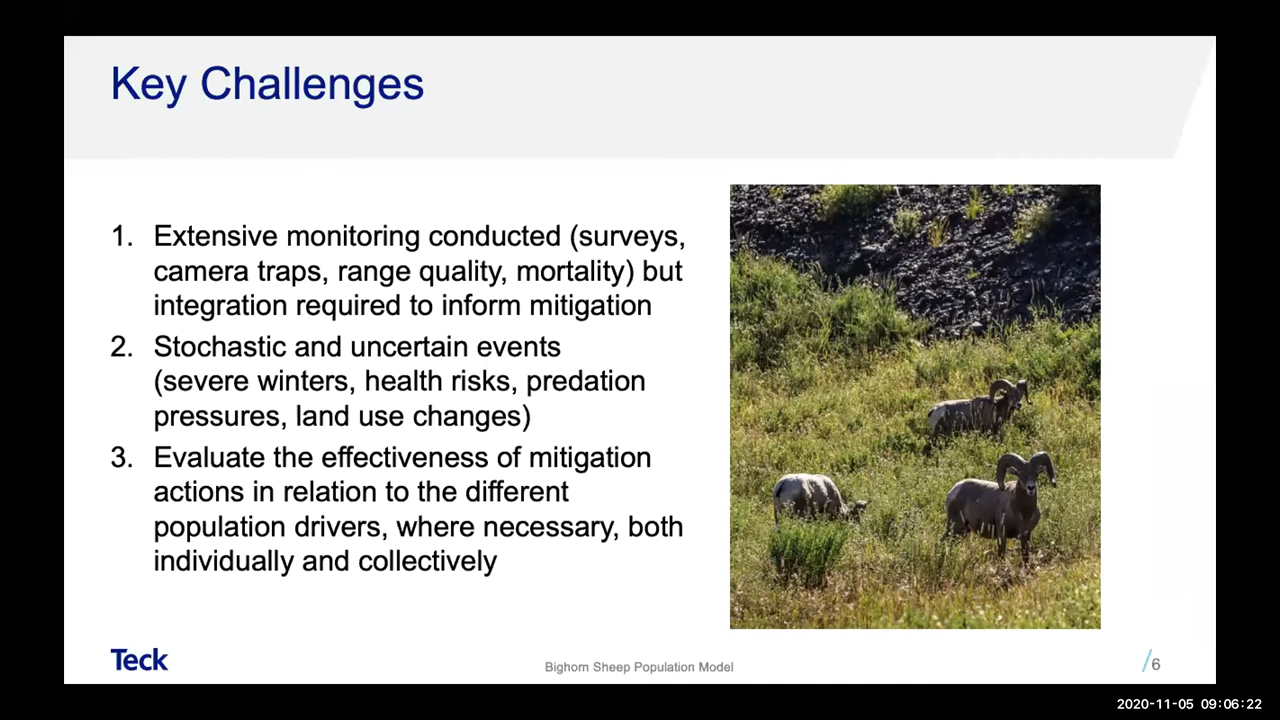 Key Challenges
1. Extensive monitoring conducted (surveys,
camera traps, range quality, mortality) but
integration required to inform mitigation
2. Stochastic and uncertain events
(severe winters, health risks, predation
pressures, land use changes)
3. Evaluate the effectiveness of mitigation
actions in relation to the different
population drivers, where necessary, both
individually and collectively
Teck
Bighorn Sheep Population Model
/6
2020-11-05 09:06:22